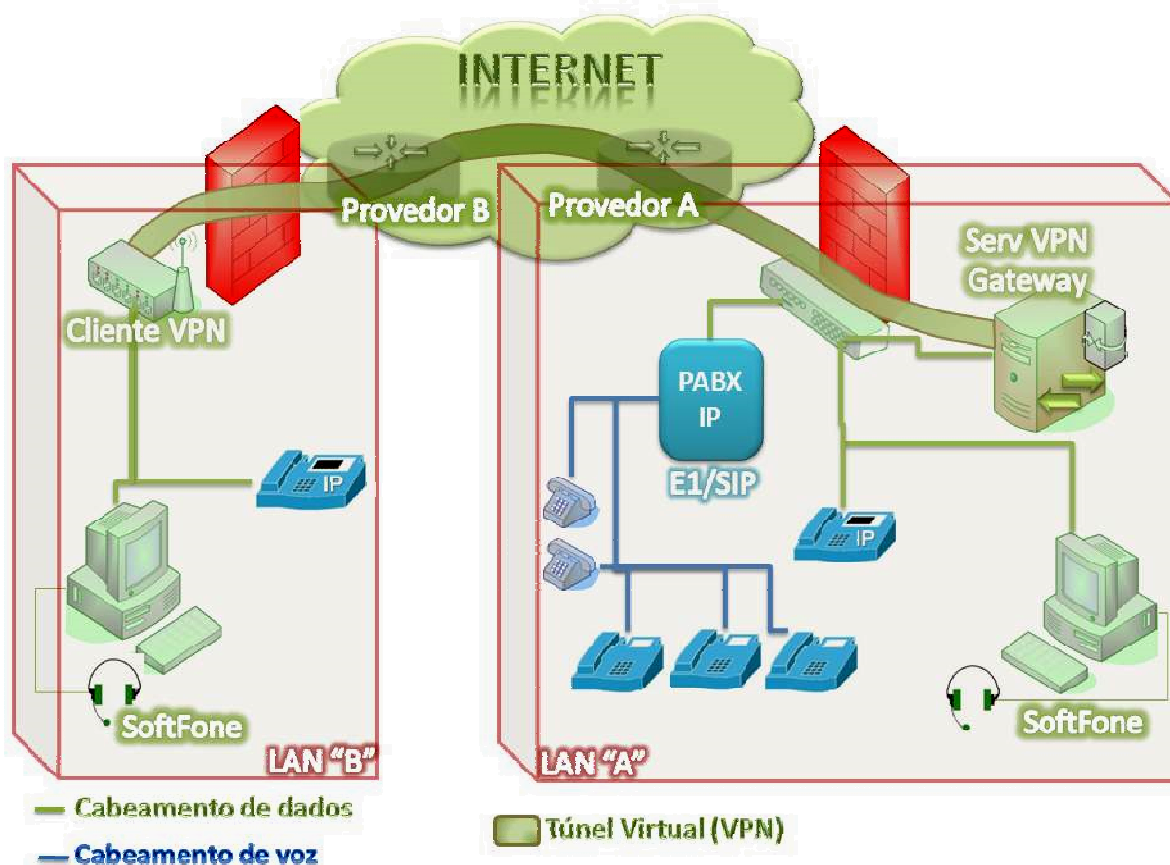 INTERNET
Provedor B
Provedor A
Serv VPN
Gateway
Cliente VPN
PABX
IP
E1/SIP
IP
IP
SoftFone
SoftFone
LAN "B"
LAN "A"
Cabeamento de dados
Túnel Virtual (VPN)
Cabeamento de voz